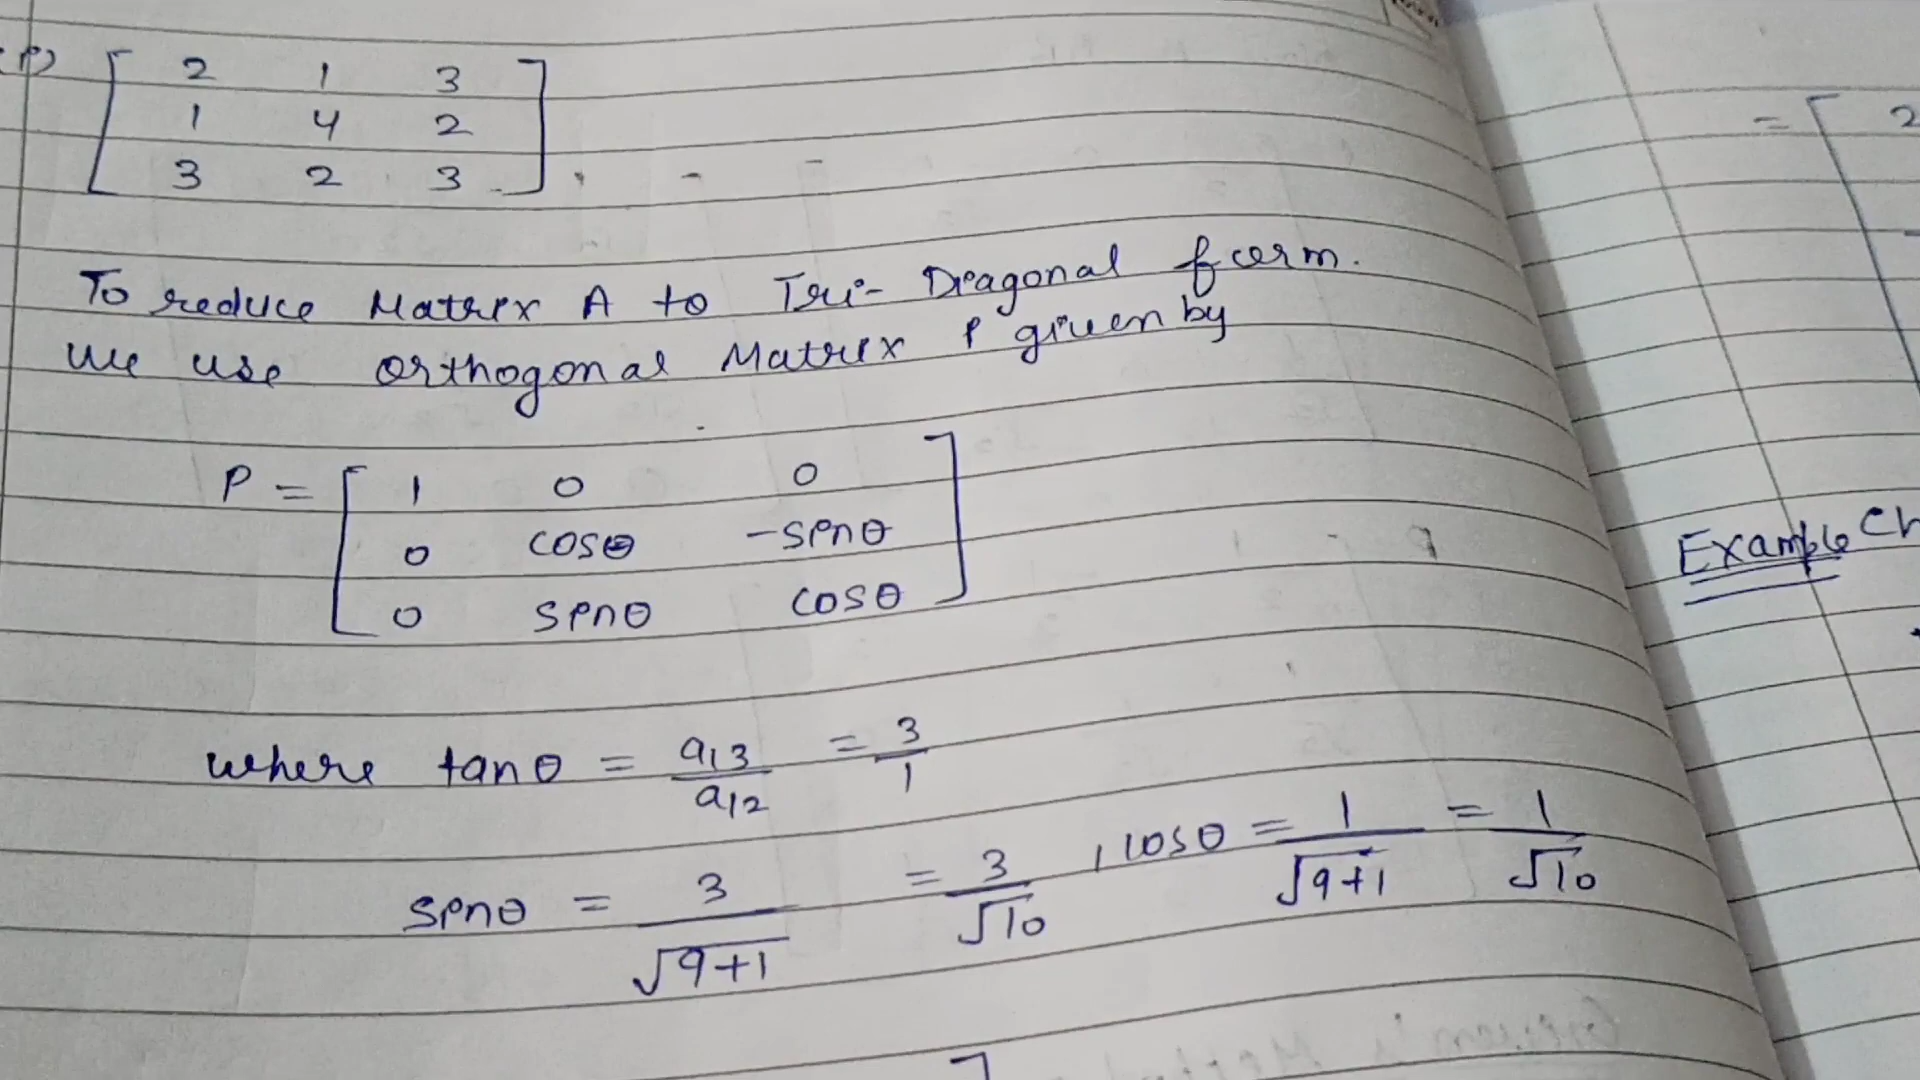 [ 2 1 3
1 4 2
3 2 3 ]
To reduce Matrix A to Tri-Diagonal form.
we use orthogonal Matrix P given by
P = [ 1 0 0
0 cosθ -sinθ
0 sinθ cosθ ]
where tanθ = a13/a12 = 3/1
sinθ = 3/√9+1 = 3/√10 , cosθ = 1/√9+1 = 1/√10
= [ 2
Example